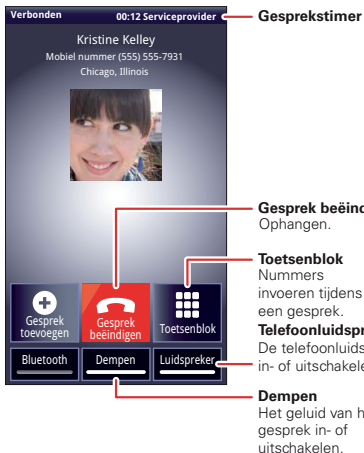 Verbonden 00:12 Serviceprovider
Kristine Kelley
Mobiel nummer (555) 555-7931
Chicago, Illinois
Gesprek toevoegen
Gesprek beëindigen
Toetsenblok
Bluetooth
Dempen
Luidspreker
Gesprekstimer
Gesprek
Ophangen.
Toetsenblok
Nummers
invoeren tijdens
een gesprek.
De
in- of
Dempen
Het geluid van
gesprek in- of
uitschakelen.